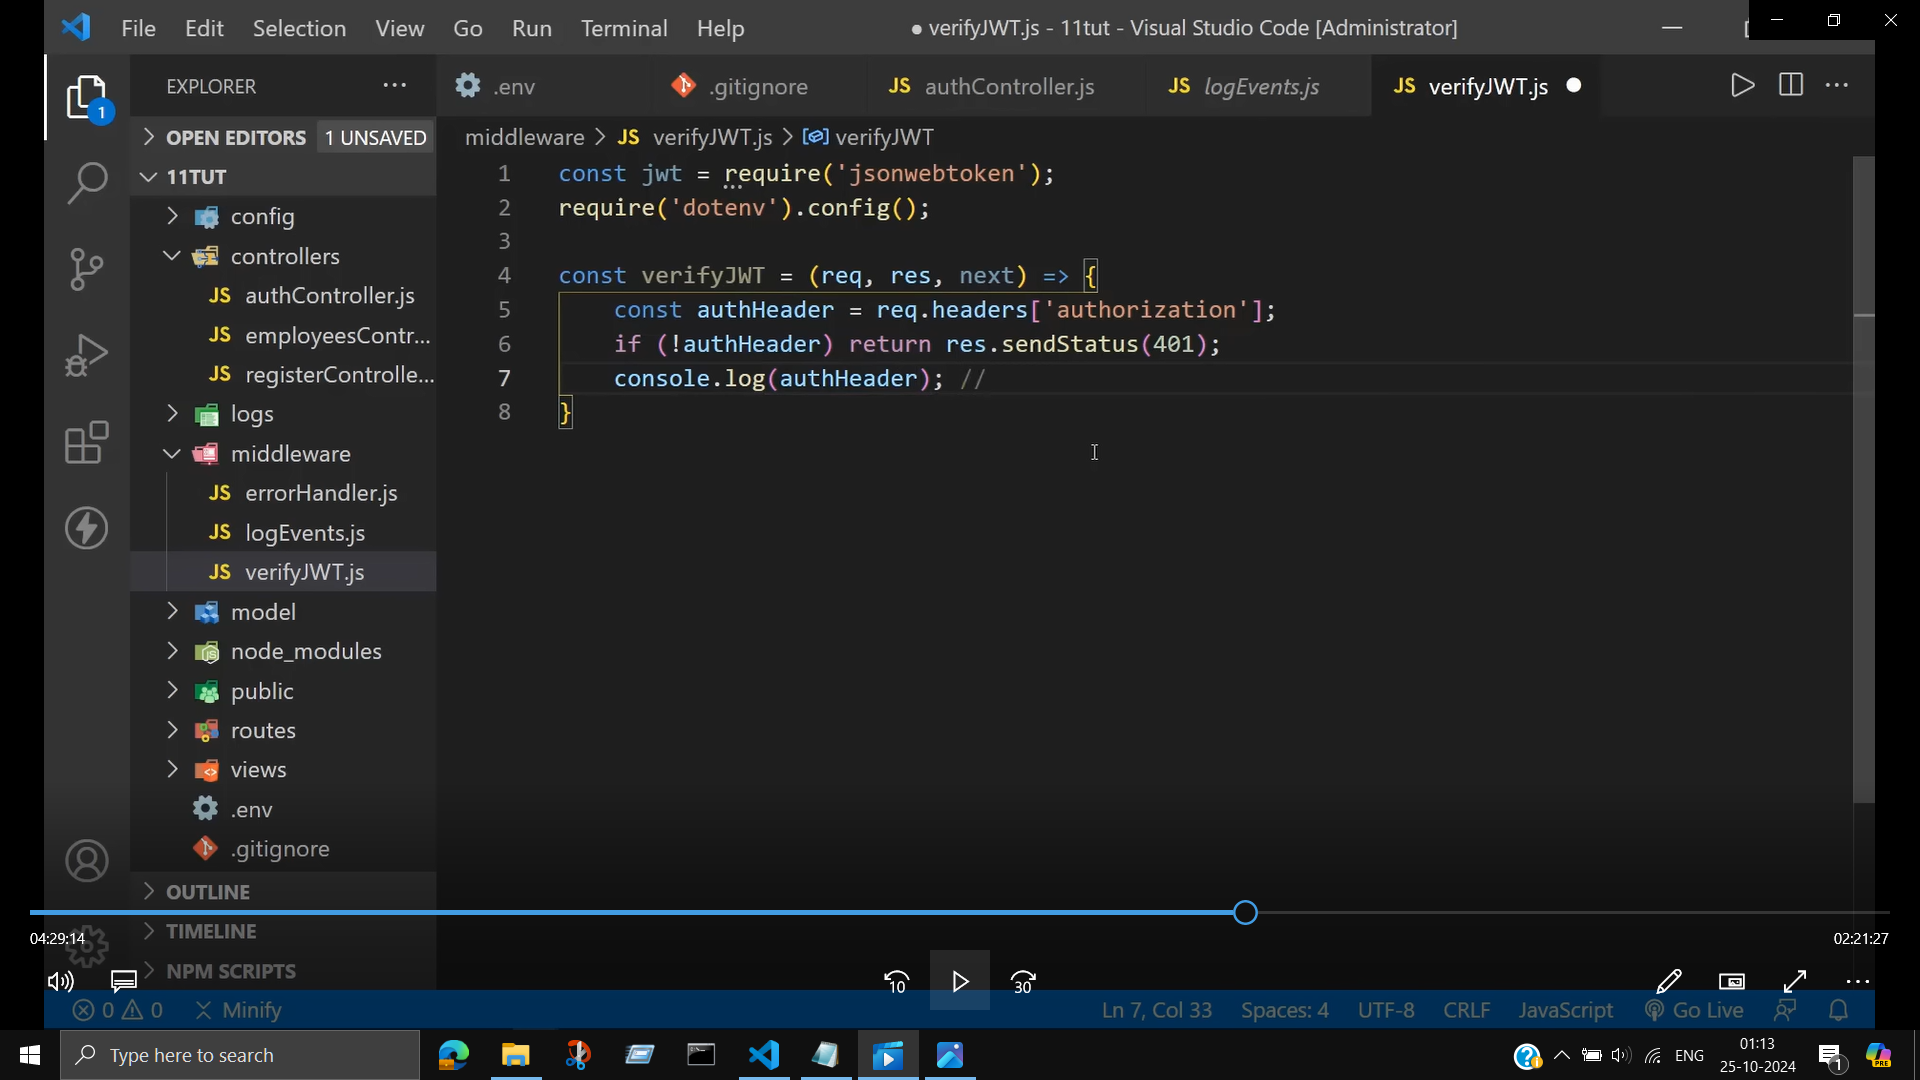 File Edit Selection View Go Run Terminal Help
● verifyJWT.js - 11tut - Visual Studio Code [Administrator]
EXPLORER
.env
.gitignore
JS authController.js
JS logEvents.js
JS verifyJWT.js
1
OPEN EDITORS 1 UNSAVED
middleware > JS verifyJWT.js > verifyJWT
11TUT
config
controllers
JS authController.js
JS employeesContr...
JS registerControlle...
logs
middleware
JS errorHandler.js
JS logEvents.js
JS verifyJWT.js
model
node_modules
public
routes
views
.env
.gitignore
OUTLINE
TIMELINE
NPM SCRIPTS
1 const jwt = require('jsonwebtoken');
2 require('dotenv').config();
3
4 const verifyJWT = (req, res, next) => {
5 const authHeader = req.headers['authorization'];
6 if (!authHeader) return res.sendStatus(401);
7 console.log(authHeader); //
8 }
04:29:14
02:21:27
10
30
0 0 Minify
Ln 7, Col 33 Spaces: 4 UTF-8 CRLF JavaScript Go Live
Type here to search
ENG
01:13
25-10-2024
1
PRE